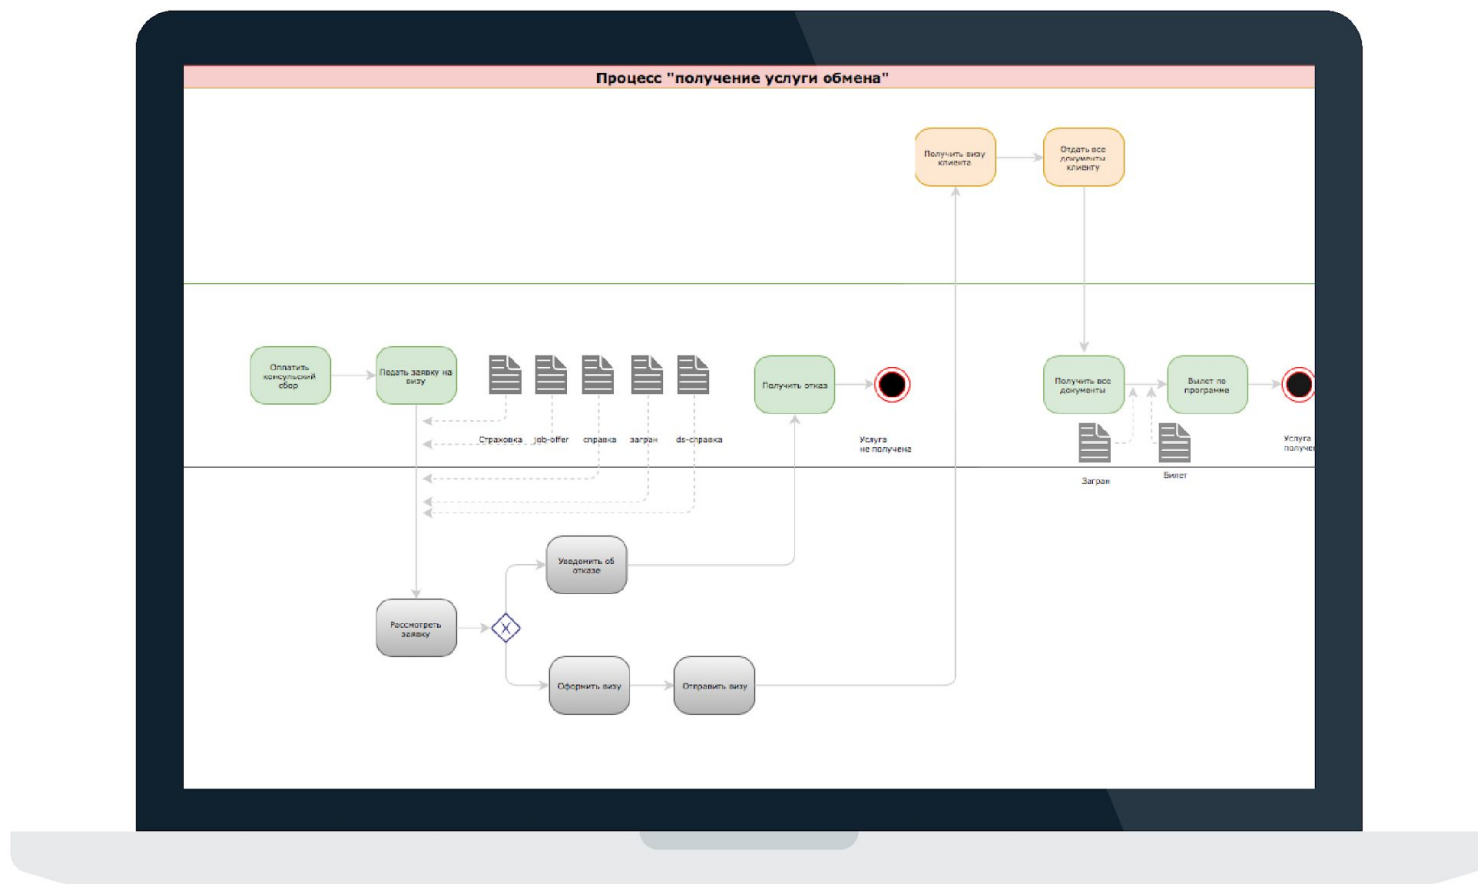 Процесс "получение услуги обмена"
Получить визу
клиента
Отдать все
документы
клиенту
Оплатить
консульский
сбор
Подать заявку на
визу
Страховка
job-offer
справка
загран
ds-справка
Получить отказ
Услуга
не получена
Получить все
документы
Вылет по
программе
Загран
Билет
Услуга
получе
Уведомить об
отказе
Рассмотреть
заявку
X
Оформить визу
Отправить визу